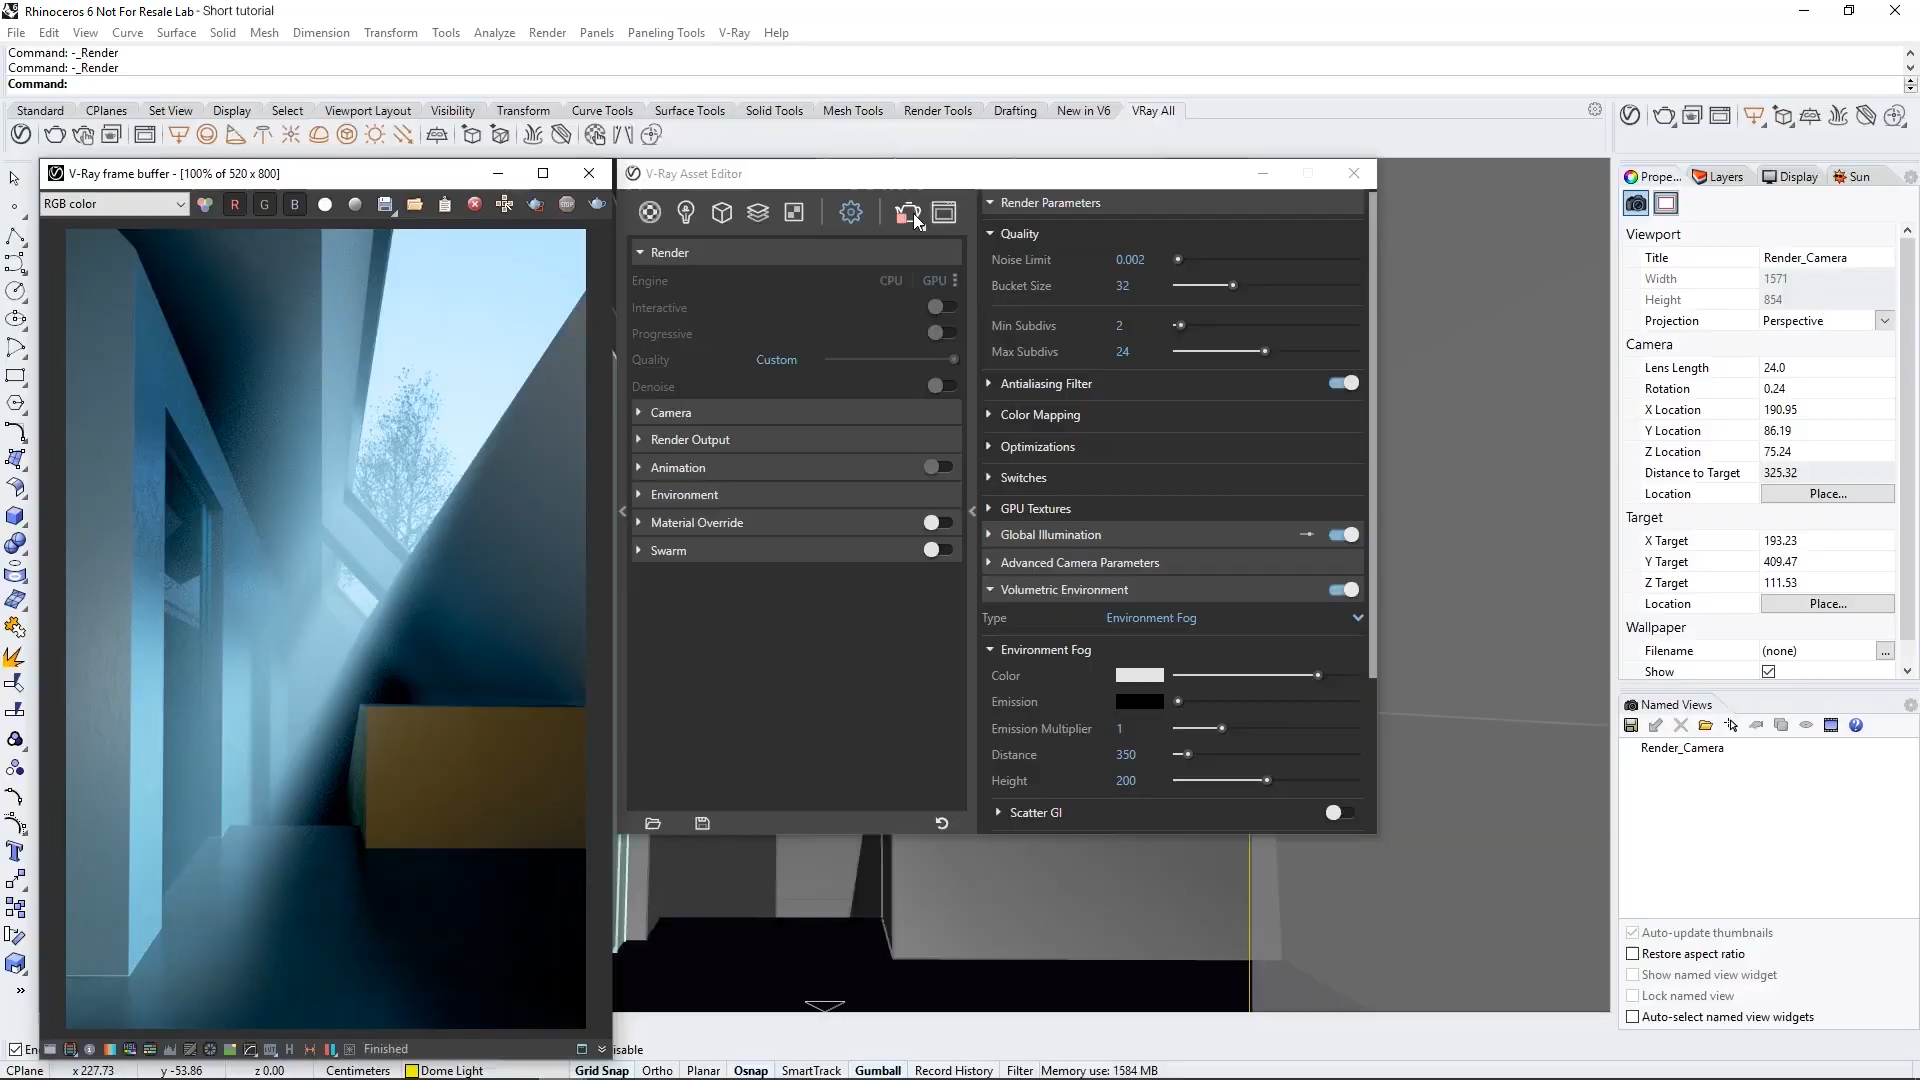 Rhinoceros 6 Not For Resale Lab - Short tutorial
File Edit View Curve Surface Solid Mesh Dimension Transform Tools Analyze Render Panels Paneling Tools V-Ray Help
Command: -_Render
Command: -_Render
Command:
Standard CPlanes Set View Display Select Viewport Layout Visibility Transform Curve Tools Surface Tools Solid Tools Mesh Tools Render Tools Drafting New in V6 VRay All
V-Ray frame buffer - [100% of 520 x 800]
RGB color
R G B
Finished
V-Ray Asset Editor
Render
Engine CPU GPU
Interactive
Progressive
Quality Custom
Denoise
Camera
Render Output
Animation
Environment
Material Override
Swarm
Render Parameters
Quality
Noise Limit 0.002
Bucket Size 32
Min Subdivs 2
Max Subdivs 24
Antialiasing Filter
Color Mapping
Optimizations
Switches
GPU Textures
Global Illumination
Advanced Camera Parameters
Volumetric Environment
Type Environment Fog
Environment Fog
Color
Emission
Emission Multiplier 1
Distance 350
Height 200
Scatter GI
Prope... Layers Display Sun
Viewport
Title Render_Camera
Width 1571
Height 854
Projection Perspective
Camera
Lens Length 24.0
Rotation 0.24
X Location 190.95
Y Location 86.19
Z Location 75.24
Distance to Target 325.32
Location Place...
Target
X Target 193.23
Y Target 409.47
Z Target 111.53
Location Place...
Wallpaper
Filename (none) ...
Show
Named Views
Render_Camera
Auto-update thumbnails
Restore aspect ratio
Show named view widget
Lock named view
Auto-select named view widgets
CPlane x 227.73 y -53.86 z 0.00 Centimeters Dome Light Grid Snap Ortho Planar Osnap SmartTrack Gumball Record History Filter Memory use: 1584 MB